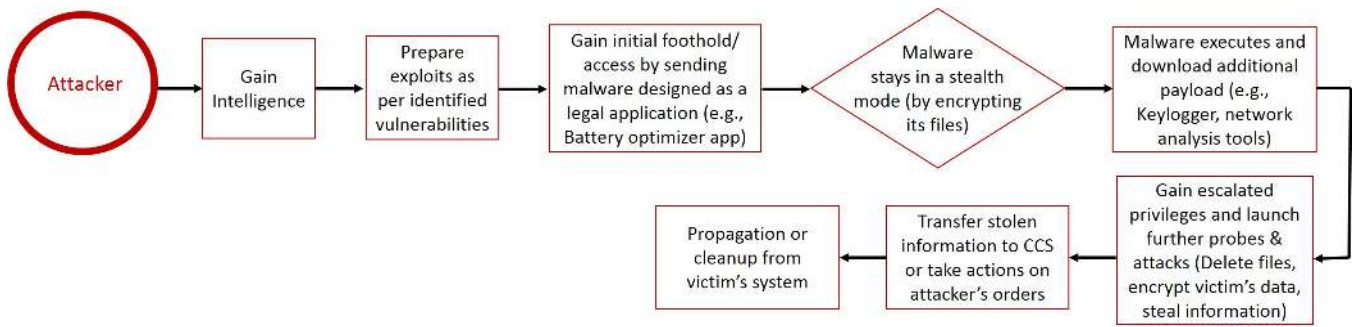 Attacker
Gain
Intelligence
Prepare
exploits as
per identified
vulnerabilities
Gain initial foothold/
access by sending
malware designed as a
legal application (e.g.,
Battery optimizer app)
Malware
stays in a stealth
mode (by encrypting
its files)
Malware executes and
download additional
payload (e.g.,
Keylogger, network
analysis tools)
Gain escalated
privileges and launch
further probes &
attacks (Delete files,
encrypt victim's data,
steal information)
Transfer stolen
information to CCS
or take actions on
attacker's orders
Propagation or
cleanup from
victim's system